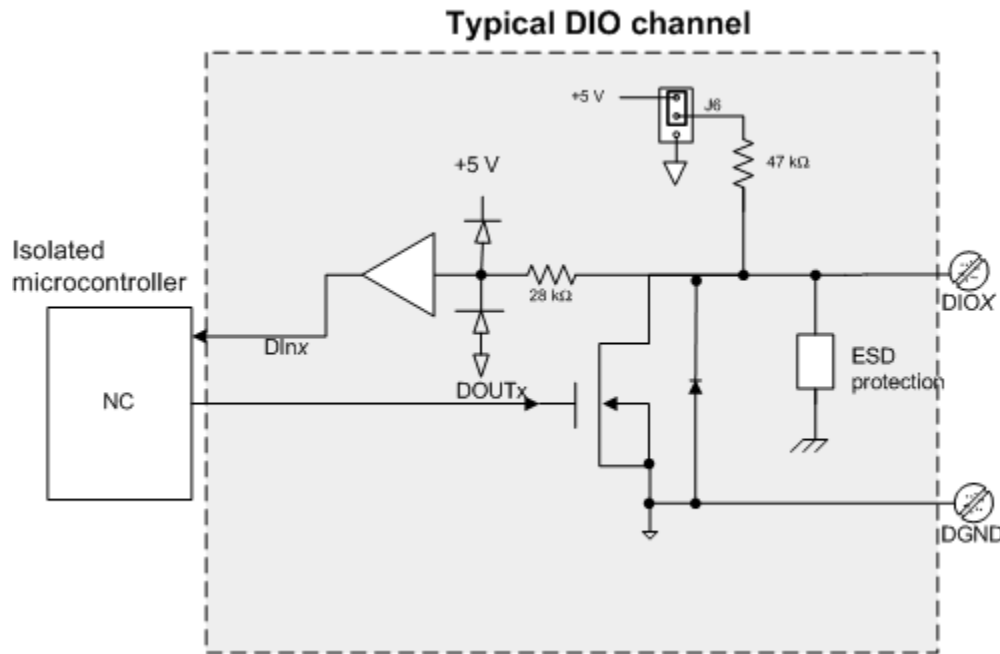 Typical DIO channel
+5 V
J6
47 kΩ
+5 V
Isolated
microcontroller
28 kΩ
DIOX
DInx
ESD
protection
DOUTx
NC
DGND